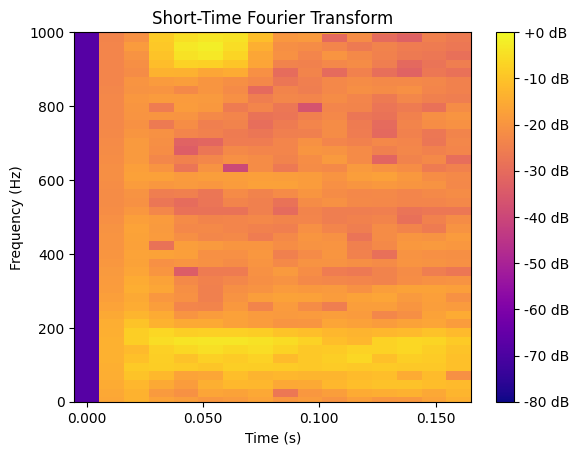 Short-Time Fourier Transform
1000
800
600
400
200
0
Frequency (Hz)
0.000
0.050
0.100
0.150
Time (s)
+0 dB
-10 dB
-20 dB
-30 dB
-40 dB
-50 dB
-60 dB
-70 dB
-80 dB